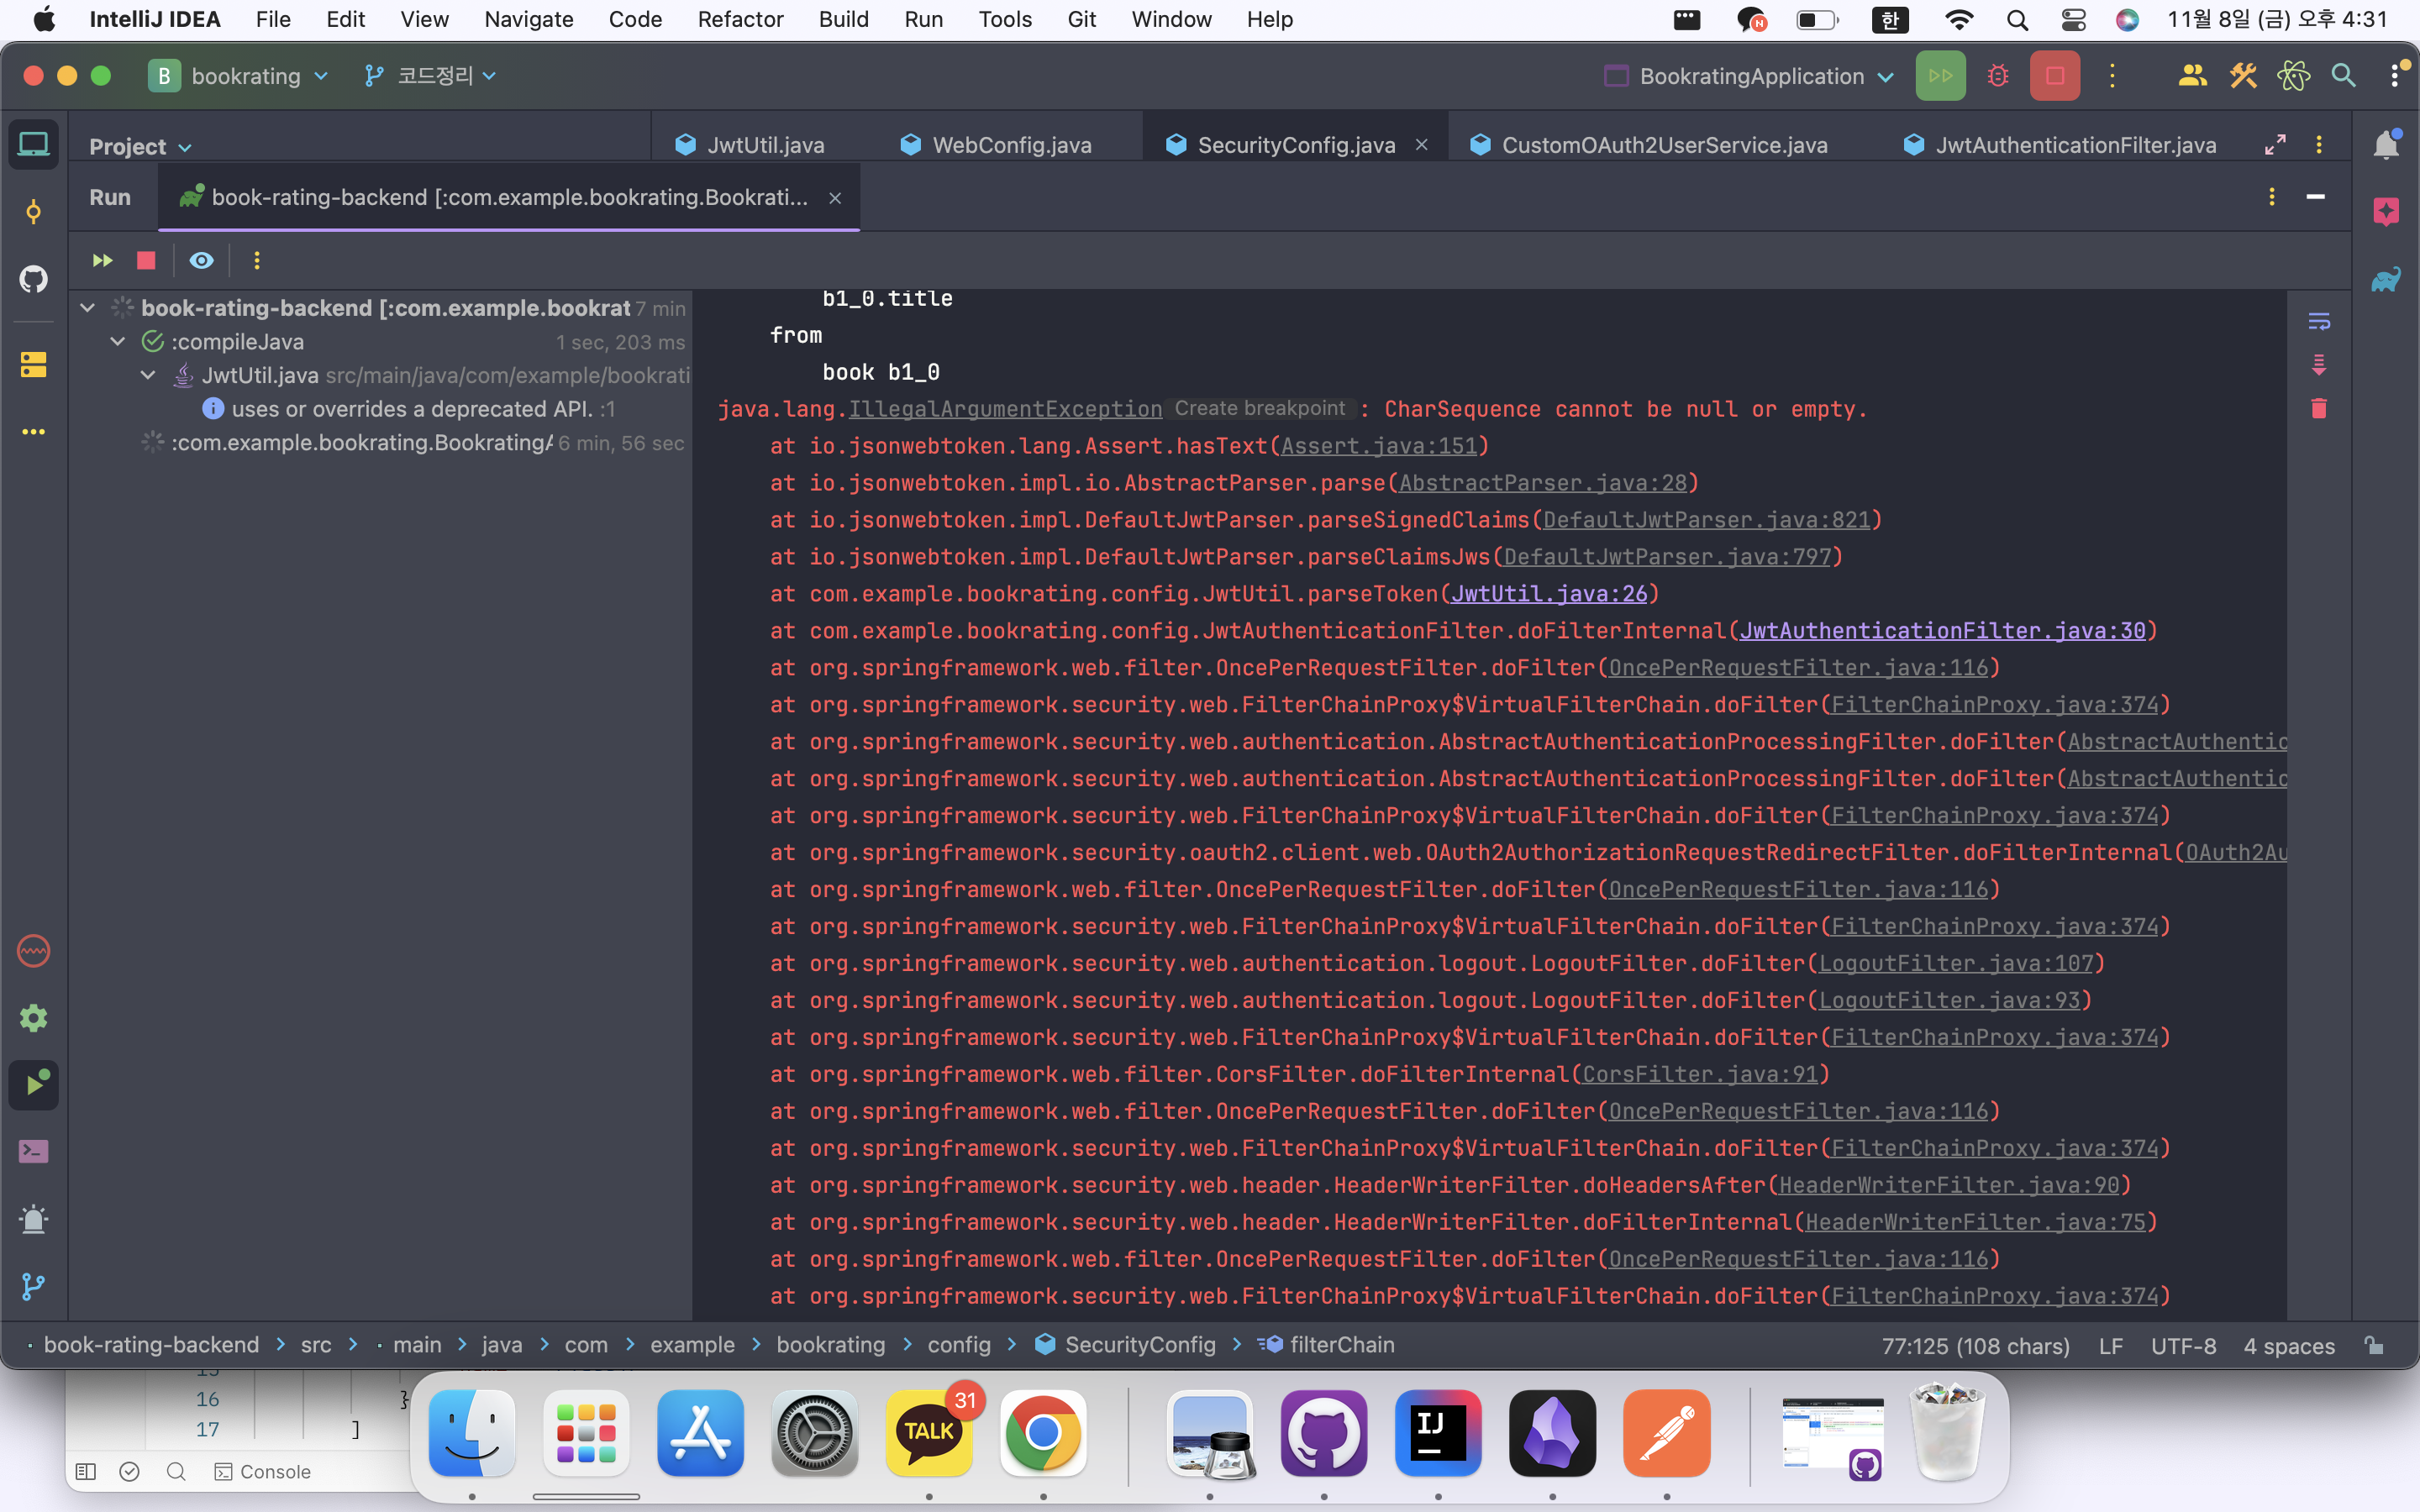 IntelliJ IDEA File Edit View Navigate Code Refactor Build Run Tools Git Window Help 한 11월 8일 (금) 오후 4:31
B bookrating 코드정리 BookratingApplication
Project JwtUtil.java WebConfig.java SecurityConfig.java CustomOAuth2UserService.java JwtAuthenticationFilter.java
Run book-rating-backend [:com.example.bookrating.Bookrati...
book-rating-backend [:com.example.bookrat 7 min
:compileJava 1 sec, 203 ms
JwtUtil.java src/main/java/com/example/bookrati
uses or overrides a deprecated API. :1
:com.example.bookrating.BookratingA 6 min, 56 sec
b1_0.title
from
book b1_0
java.lang.IllegalArgumentException Create breakpoint : CharSequence cannot be null or empty.
at io.jsonwebtoken.lang.Assert.hasText(Assert.java:151)
at io.jsonwebtoken.impl.io.AbstractParser.parse(AbstractParser.java:28)
at io.jsonwebtoken.impl.DefaultJwtParser.parseSignedClaims(DefaultJwtParser.java:821)
at io.jsonwebtoken.impl.DefaultJwtParser.parseClaimsJws(DefaultJwtParser.java:797)
at com.example.bookrating.config.JwtUtil.parseToken(JwtUtil.java:26)
at com.example.bookrating.config.JwtAuthenticationFilter.doFilterInternal(JwtAuthenticationFilter.java:30)
at org.springframework.web.filter.OncePerRequestFilter.doFilter(OncePerRequestFilter.java:116)
at org.springframework.security.web.FilterChainProxy$VirtualFilterChain.doFilter(FilterChainProxy.java:374)
at org.springframework.security.web.authentication.AbstractAuthenticationProcessingFilter.doFilter(AbstractAuthentic
at org.springframework.security.web.authentication.AbstractAuthenticationProcessingFilter.doFilter(AbstractAuthentic
at org.springframework.security.web.FilterChainProxy$VirtualFilterChain.doFilter(FilterChainProxy.java:374)
at org.springframework.security.oauth2.client.web.OAuth2AuthorizationRequestRedirectFilter.doFilterInternal(OAuth2Au
at org.springframework.web.filter.OncePerRequestFilter.doFilter(OncePerRequestFilter.java:116)
at org.springframework.security.web.FilterChainProxy$VirtualFilterChain.doFilter(FilterChainProxy.java:374)
at org.springframework.security.web.authentication.logout.LogoutFilter.doFilter(LogoutFilter.java:107)
at org.springframework.security.web.authentication.logout.LogoutFilter.doFilter(LogoutFilter.java:93)
at org.springframework.security.web.FilterChainProxy$VirtualFilterChain.doFilter(FilterChainProxy.java:374)
at org.springframework.web.filter.CorsFilter.doFilterInternal(CorsFilter.java:91)
at org.springframework.web.filter.OncePerRequestFilter.doFilter(OncePerRequestFilter.java:116)
at org.springframework.security.web.FilterChainProxy$VirtualFilterChain.doFilter(FilterChainProxy.java:374)
at org.springframework.security.web.header.HeaderWriterFilter.doHeadersAfter(HeaderWriterFilter.java:90)
at org.springframework.security.web.header.HeaderWriterFilter.doFilterInternal(HeaderWriterFilter.java:75)
at org.springframework.web.filter.OncePerRequestFilter.doFilter(OncePerRequestFilter.java:116)
at org.springframework.security.web.FilterChainProxy$VirtualFilterChain.doFilter(FilterChainProxy.java:374)
book-rating-backend src main java com example bookrating config SecurityConfig filterChain 77:125 (108 chars) LF UTF-8 4 spaces
16 }
17 ]
Console
TALK 31
IJ